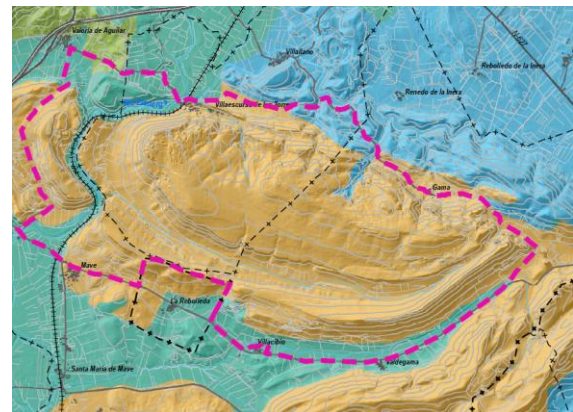 Valoria de Aguilar
Villallano
N-627
Rebolledo de la Inera
Renedo de la Inera
Villaescusa de las Torres
Gama
Mave
La Rebolleda
Villacibio
Valdegama
Santa María de Mave